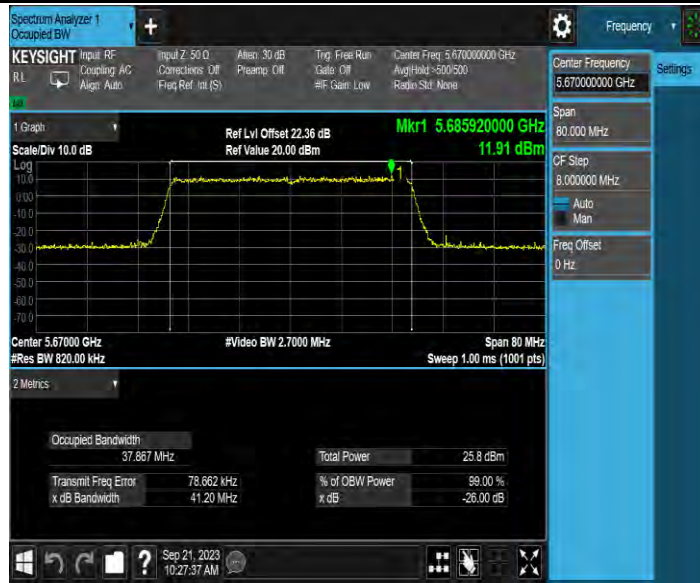 Spectrum Analyzer 1
Occupied BW
+
Frequency
KEYSIGHT
RL
Input: RF
Coupling: AC
Align: Auto
Input Z: 50 Ω
Corrections: Off
Freq Ref: Int (S)
Atten: 30 dB
Preamp: Off
Trig: Free Run
Gate: Off
#IF Gain: Low
Center Freq: 5.670000000 GHz
Avg|Hold:>500/500
Radio Std: None
Center Frequency
5.670000000 GHz
Settings
Span
80.000 MHz
CF Step
8.000000 MHz
Auto
Man
Freq Offset
0 Hz
1 Graph
Scale/Div 10.0 dB
Ref Lvl Offset 22.36 dB
Ref Value 20.00 dBm
Mkr1 5.685920000 GHz
11.91 dBm
Log
10.0
0.00
-10.0
-20.0
-30.0
-40.0
-50.0
-60.0
-70.0
1
Center 5.67000 GHz
#Res BW 820.00 kHz
#Video BW 2.7000 MHz
Span 80 MHz
Sweep 1.00 ms (1001 pts)
2 Metrics
Occupied Bandwidth
37.867 MHz
Total Power 25.8 dBm
Transmit Freq Error 78.662 kHz
% of OBW Power 99.00 %
x dB Bandwidth 41.20 MHz
x dB -26.00 dB
?
Sep 21, 2023
10:27:37 AM